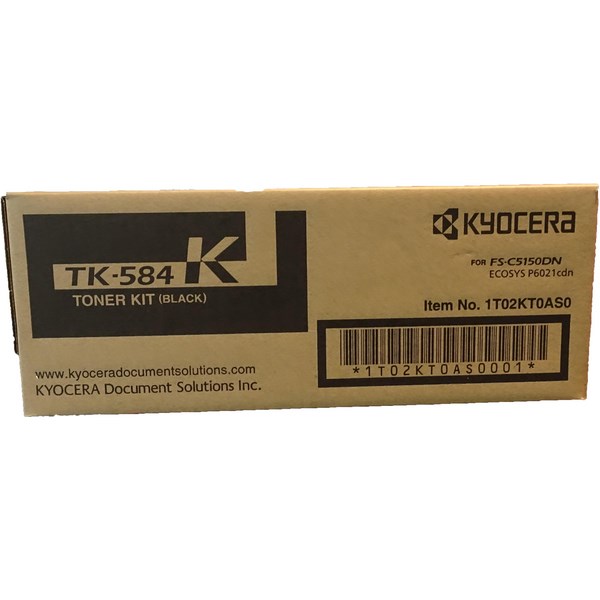 TK-584 K
TONER KIT (BLACK)
www.kyoceradocumentsolutions.com
KYOCERA Document Solutions Inc.
KYOCERA
FOR FS-C5150DN
ECOSYS P6021cdn
Item No. 1T02KT0AS0
*1T02KT0AS0001*